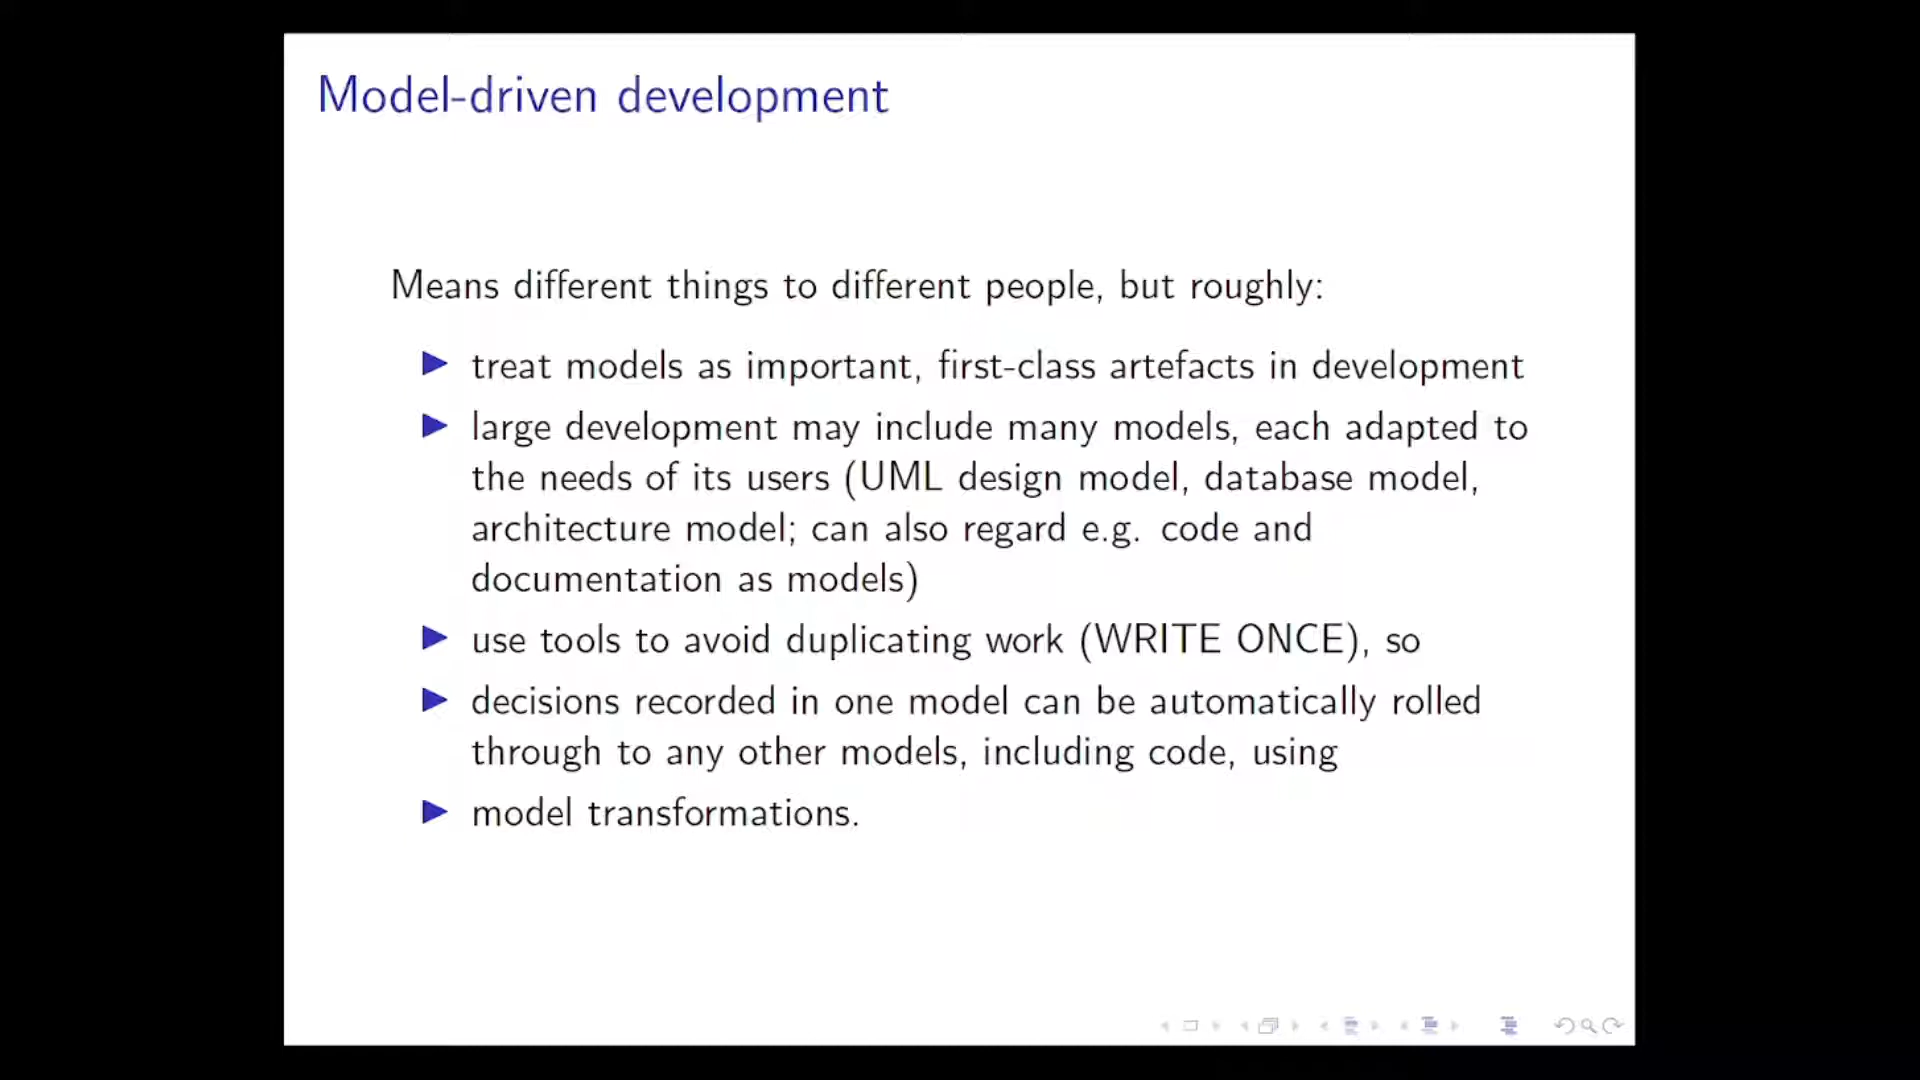 Model-driven development
Means different things to different people, but roughly:
treat models as important, first-class artefacts in development
large development may include many models, each adapted to
the needs of its users (UML design model, database model,
architecture model; can also regard e.g. code and
documentation as models)
use tools to avoid duplicating work (WRITE ONCE), so
decisions recorded in one model can be automatically rolled
through to any other models, including code, using
model transformations.